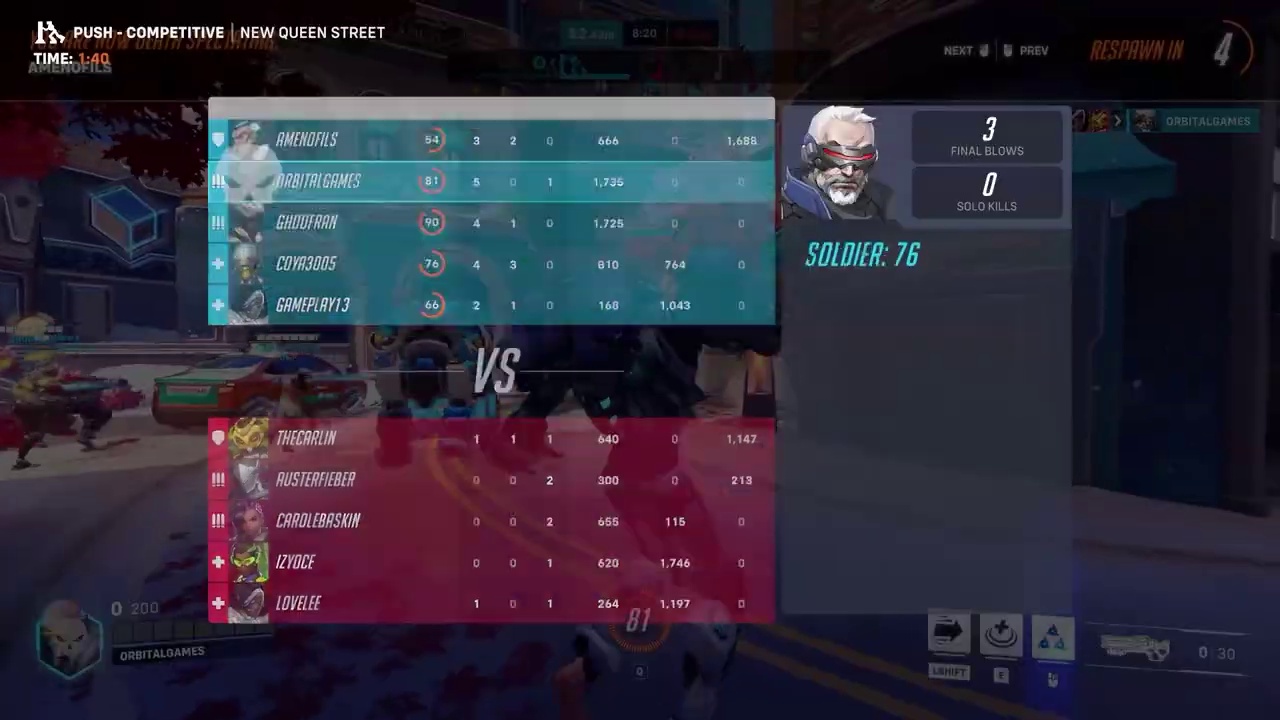 PUSH - COMPETITIVE | NEW QUEEN STREET
TIME: 1:40
AMENOFILS
8:20
NEXT | PREV
RESPAWN IN 4
ORBITALGAMES
AMENOFILS 54 3 2 0 666 0 1,688
ORBITALGAMES 81 5 0 1 1,735 0 0
GHOOFRAN 90 4 1 0 1,725 0 0
COYA3005 76 4 3 0 810 764 0
GAMEPLAY13 66 2 1 0 168 1,043 0
VS
THECARLIN 1 1 1 640 0 1,147
AUSTERFIEBER 0 0 2 300 0 213
CAROLEBASKIN 0 0 2 655 115 0
IZYOCE 0 0 1 620 1,746 0
LOVELEE 1 0 1 264 1,197 0
3
FINAL BLOWS
0
SOLO KILLS
SOLDIER: 76
0 200
ORBITALGAMES
81
Q
LSHIFT
E
0 30